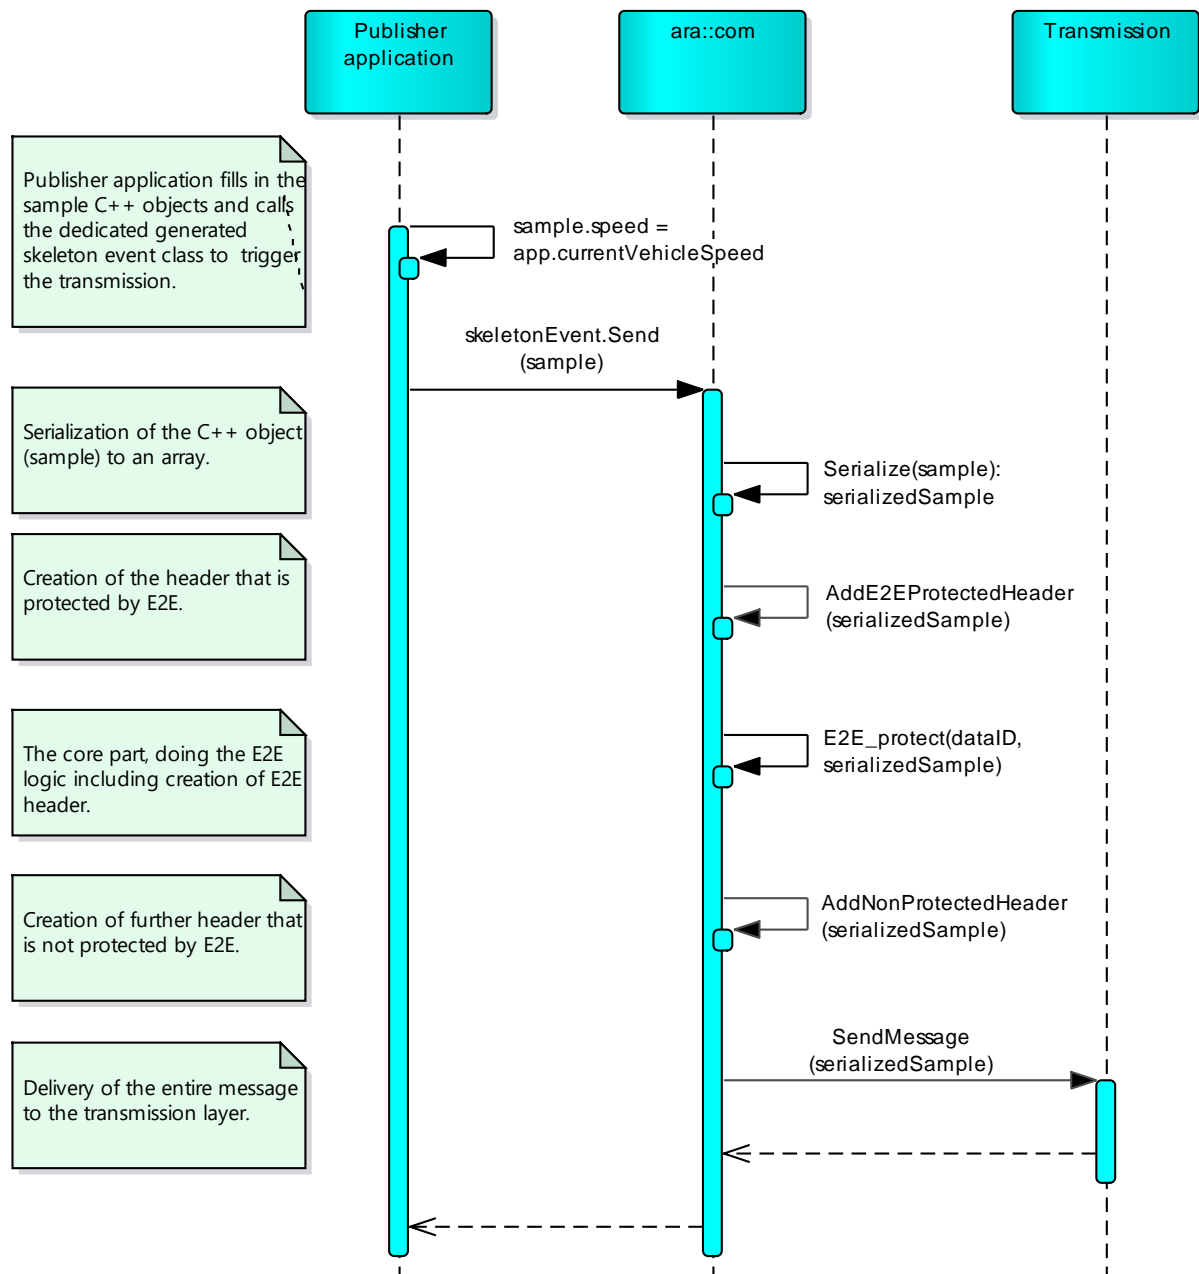 Publisher
application
ara::com
Transmission
Publisher application fills in the
sample C++ objects and calls
the dedicated generated
skeleton event class to  trigger
the transmission.
sample.speed =
app.currentVehicleSpeed
skeletonEvent.Send
(sample)
Serialization of the C++ object
(sample) to an array.
Serialize(sample):
serializedSample
Creation of the header that is
protected by E2E.
AddE2EProtectedHeader
(serializedSample)
The core part, doing the E2E
logic including creation of E2E
header.
E2E_protect(dataID,
serializedSample)
Creation of further header that
is not protected by E2E.
AddNonProtectedHeader
(serializedSample)
SendMessage
(serializedSample)
Delivery of the entire message
to the transmission layer.